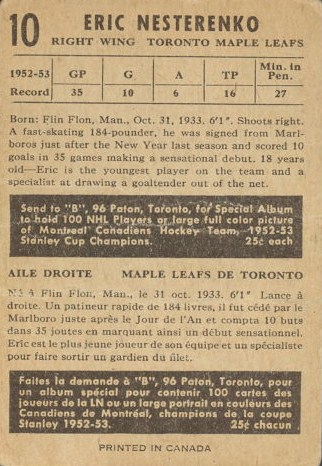 10 ERIC NESTERENKO
RIGHT WING TORONTO MAPLE LEAFS
1952-53 GP G A TP Min. in Pen.
Record 35 10 6 16 27
Born: Flin Flon, Man., Oct. 31, 1933. 6'1". Shoots right.
A fast-skating 184-pounder, he was signed from Marl-
boros just after the New Year last season and scored 10
goals in 35 games making a sensational debut. 18 years
old—Eric is the youngest player on the team and a
specialist at drawing a goaltender out of the net.
Send to "B", 96 Paton, Toronto, for Special Album
to hold 100 NHL Players or large full color picture
of Montreal Canadiens Hockey Team, 1952-53
Stanley Cup Champions. 25¢ each
AILE DROITE MAPLE LEAFS DE TORONTO
Né à Flin Flon, Man., le 31 oct. 1933. 6'1" Lance à
droite. Un patineur rapide de 184 livres, il fut cédé par le
Marlboro juste après le Jour de l'An et compta 10 buts
dans 35 joutes en marquant ainsi un début sensationnel.
Eric est le plus jeune joueur de son équipe et un spécialiste
pour faire sortir un gardien du filet.
Faites la demande à "B", 96 Paton, Toronto, pour
un album spécial pour contenir 100 cartes des
joueurs de la LN ou un large portrait en couleurs des
Canadiens de Montréal, champions de la coupe
Stanley 1952-53. 25¢ chacun
PRINTED IN CANADA